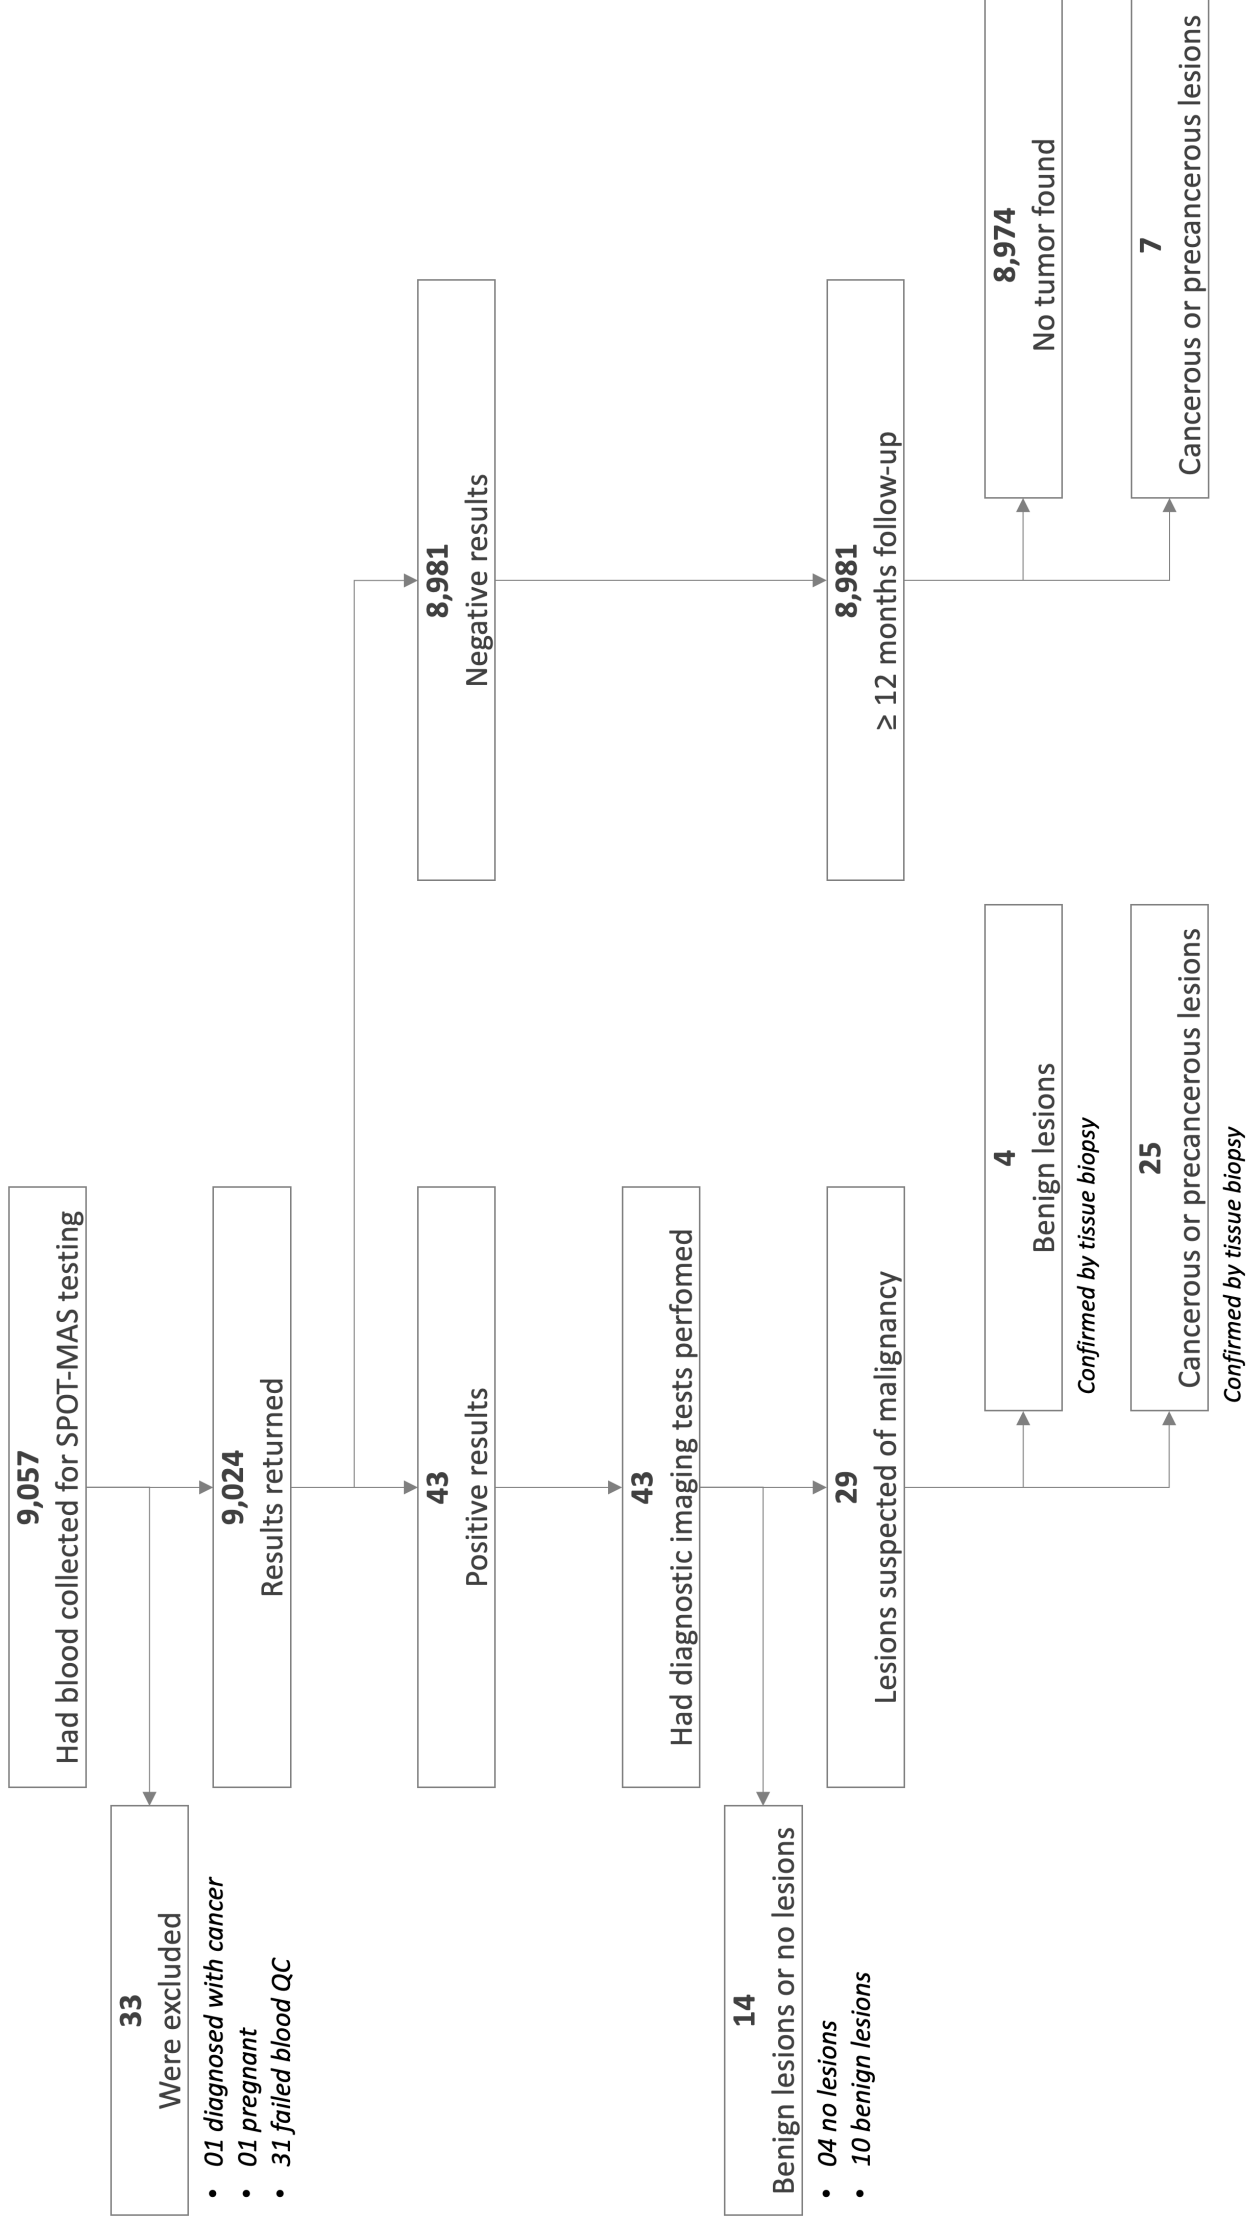 9,057
Had blood collected for SPOT-MAS testing
33
Were excluded
• 01 diagnosed with cancer
• 01 pregnant
• 31 failed blood QC
9,024
Results returned
43
Positive results
8,981
Negative results
43
Had diagnostic imaging tests perfomed
14
Benign lesions or no lesions
• 04 no lesions
• 10 benign lesions
29
Lesions suspected of malignancy
8,981
≥ 12 months follow-up
4
Benign lesions
Confirmed by tissue biopsy
8,974
No tumor found
25
Cancerous or precancerous lesions
Confirmed by tissue biopsy
7
Cancerous or precancerous lesions